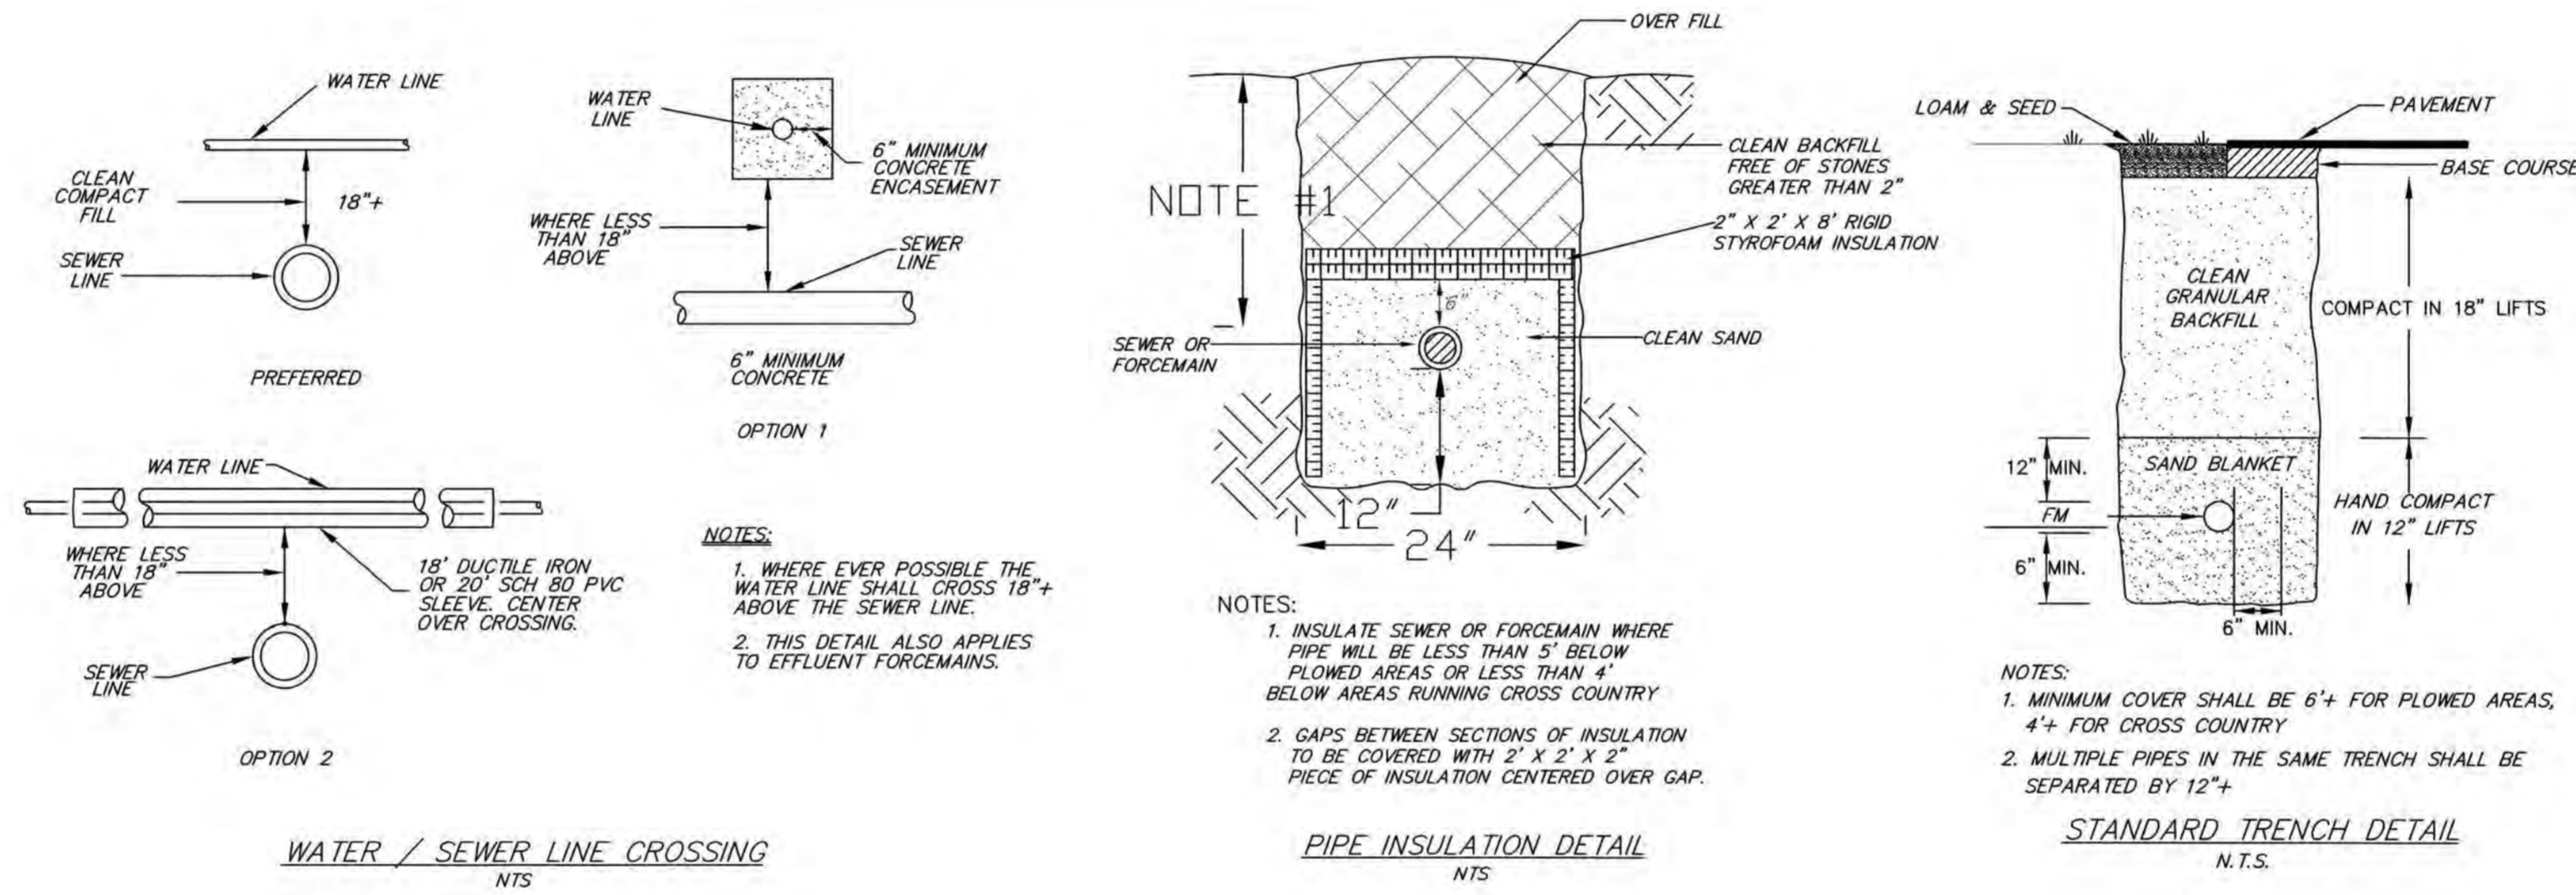 WATER LINE
CLEAN
COMPACT
FILL
18"+
SEWER
LINE
PREFERRED
WATER
LINE
6" MINIMUM
CONCRETE
ENCASEMENT
WHERE LESS
THAN 18"
ABOVE
SEWER
LINE
6" MINIMUM
CONCRETE
OPTION 1
WATER LINE
WHERE LESS
THAN 18"
ABOVE
18' DUCTILE IRON
OR 20' SCH 80 PVC
SLEEVE. CENTER
OVER CROSSING.
SEWER
LINE
OPTION 2
NOTES:
1. WHERE EVER POSSIBLE THE
WATER LINE SHALL CROSS 18"+
ABOVE THE SEWER LINE.
2. THIS DETAIL ALSO APPLIES
TO EFFLUENT FORCEMAINS.
WATER / SEWER LINE CROSSING
NTS
OVER FILL
NOTE #1
CLEAN BACKFILL
FREE OF STONES
GREATER THAN 2"
2" X 2' X 8' RIGID
STYROFOAM INSULATION
6"
SEWER OR
FORCEMAIN
CLEAN SAND
12"
24"
NOTES:
1. INSULATE SEWER OR FORCEMAIN WHERE
PIPE WILL BE LESS THAN 5' BELOW
PLOWED AREAS OR LESS THAN 4'
BELOW AREAS RUNNING CROSS COUNTRY
2. GAPS BETWEEN SECTIONS OF INSULATION
TO BE COVERED WITH 2' X 2' X 2"
PIECE OF INSULATION CENTERED OVER GAP.
PIPE INSULATION DETAIL
NTS
LOAM & SEED
PAVEMENT
BASE COURSE
CLEAN
GRANULAR
BACKFILL
COMPACT IN 18" LIFTS
12" MIN.
SAND BLANKET
FM
HAND COMPACT
IN 12" LIFTS
6" MIN.
6" MIN.
NOTES:
1. MINIMUM COVER SHALL BE 6'+ FOR PLOWED AREAS,
4'+ FOR CROSS COUNTRY
2. MULTIPLE PIPES IN THE SAME TRENCH SHALL BE
SEPARATED BY 12"+
STANDARD TRENCH DETAIL
N.T.S.